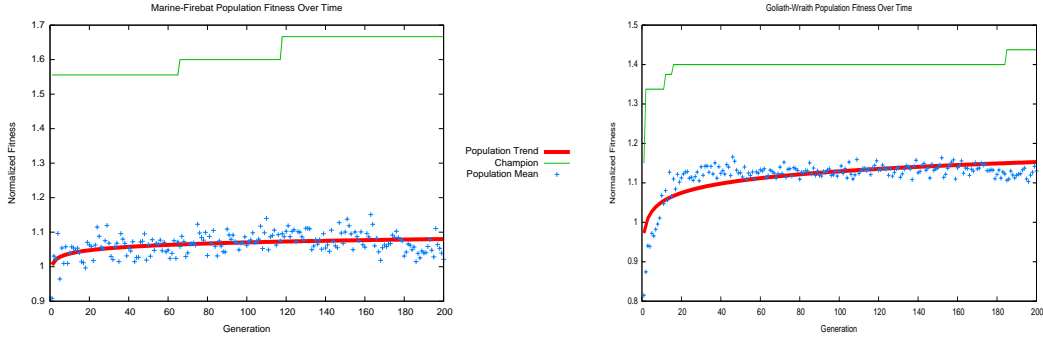 Marine-Firebat Population Fitness Over Time
1.7
1.6
1.5
1.4
1.3
1.2
1.1
1
0.9
Normalized Fitness
0 20 40 60 80 100 120 140 160 180 200
Generation
Population Trend
Champion
Population Mean
Goliath-Wraith Population Fitness Over Time
1.5
1.4
1.3
1.2
1.1
1
0.9
0.8
Normalized Fitness
0 20 40 60 80 100 120 140 160 180 200
Generation